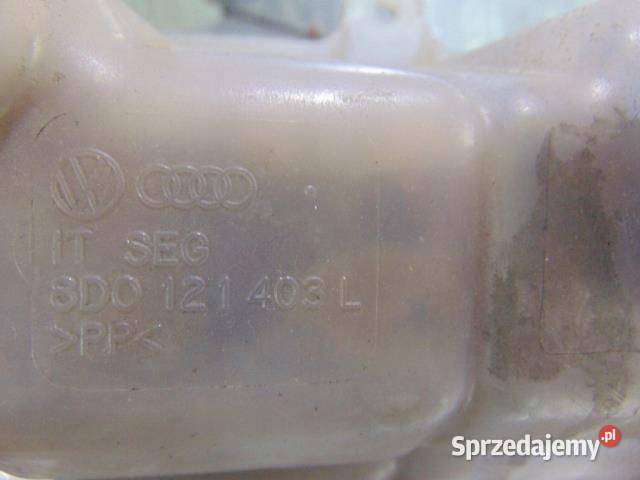 IT SEG
8D0 121 403 L
>PP<
Sprzedajemy.pl